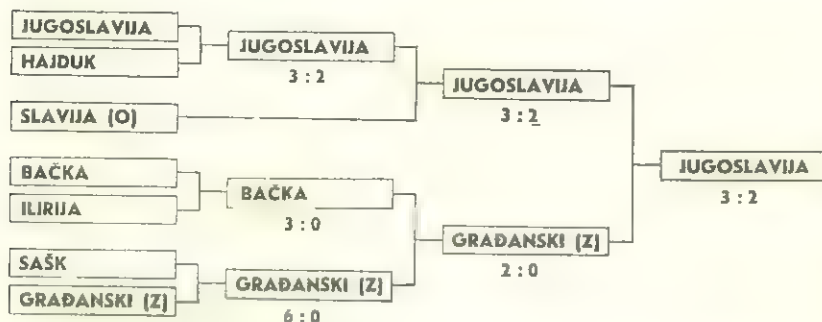 JUGOSLAVIJA
HAJDUK
JUGOSLAVIJA
3 : 2
SLAVIJA (O)
JUGOSLAVIJA
3 : 2
BAČKA
ILIRIJA
BAČKA
3 : 0
SAŠK
GRAĐANSKI (Z)
GRAĐANSKI (Z)
6 : 0
GRAĐANSKI (Z)
2 : 0
JUGOSLAVIJA
3 : 2